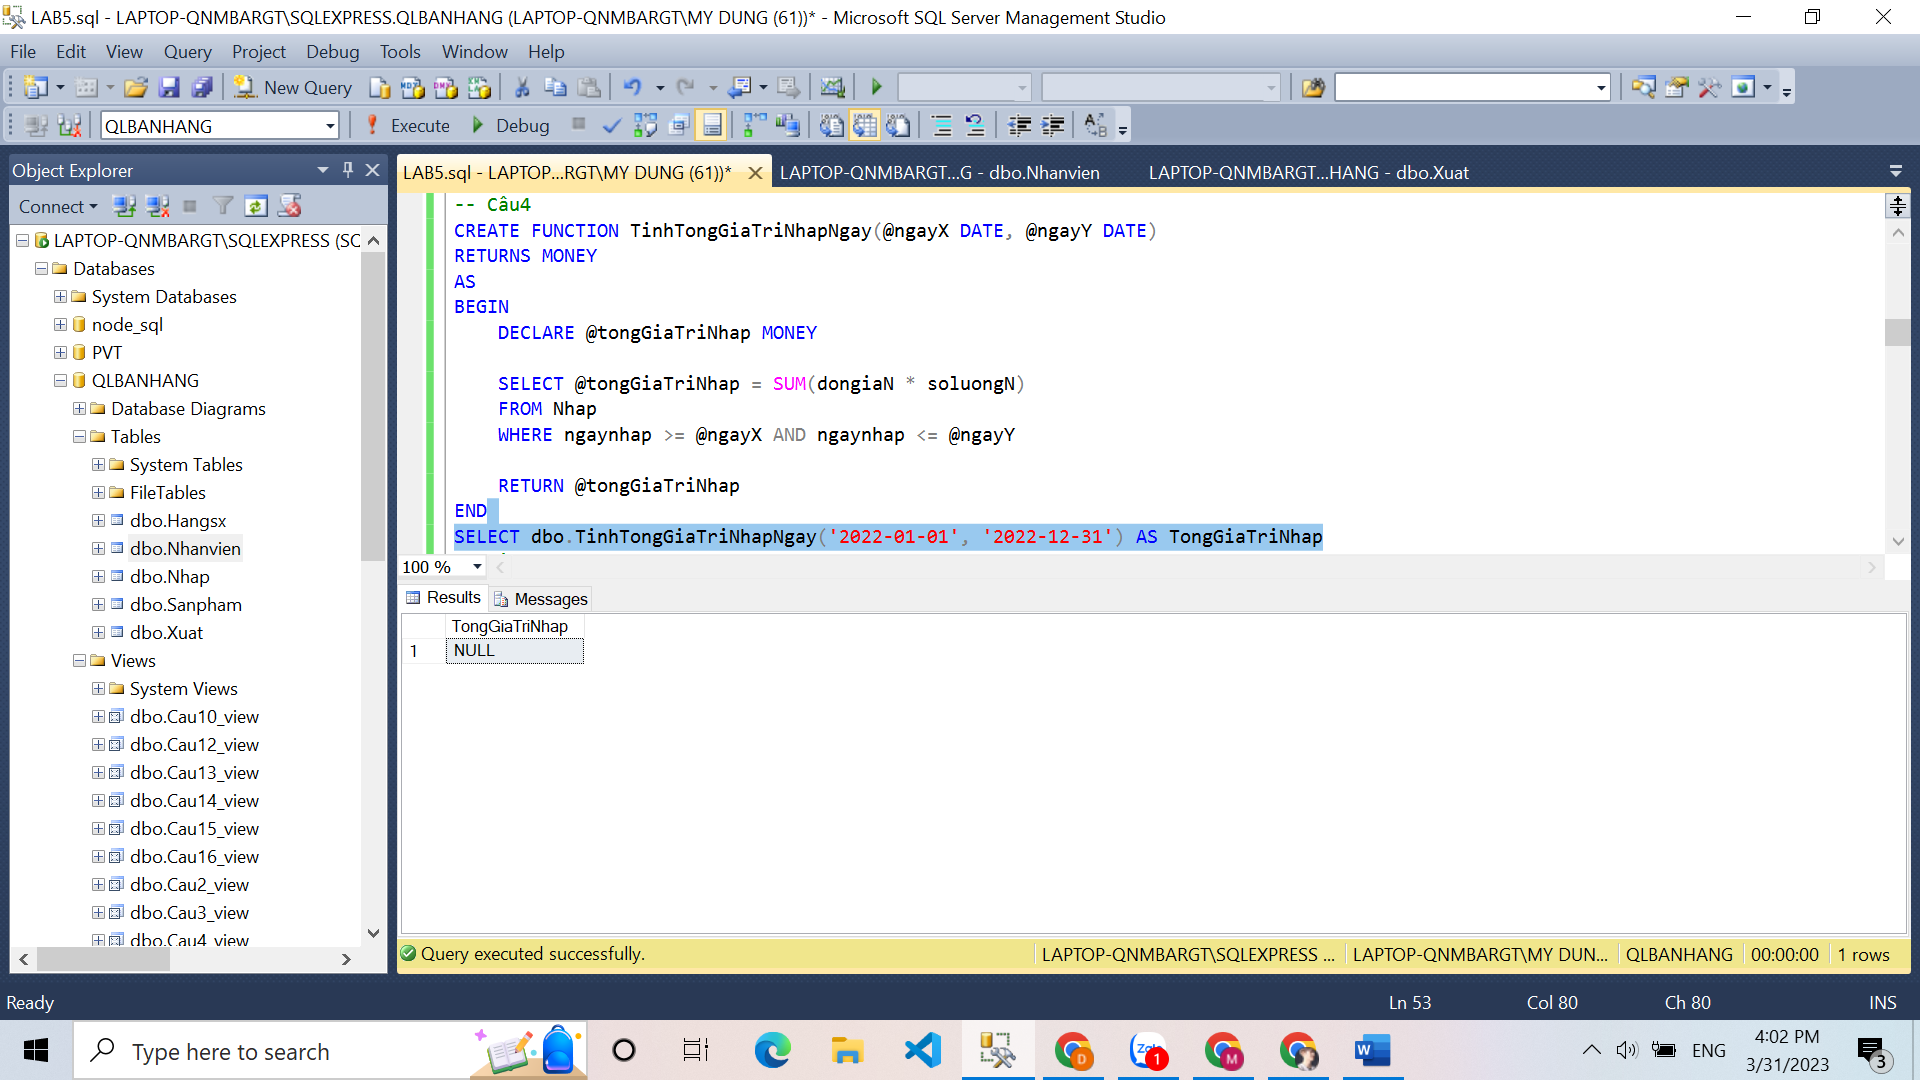 LAB5.sql - LAPTOP-QNMBARGT\SQLEXPRESS.QLBANHANG (LAPTOP-QNMBARGT\MY DUNG (61))* - Microsoft SQL Server Management Studio
File Edit View Query Project Debug Tools Window Help
New Query
QLBANHANG Execute Debug
Object Explorer
Connect
LAPTOP-QNMBARGT\SQLEXPRESS (SC
Databases
System Databases
node_sql
PVT
QLBANHANG
Database Diagrams
Tables
System Tables
FileTables
dbo.Hangsx
dbo.Nhanvien
dbo.Nhap
dbo.Sanpham
dbo.Xuat
Views
System Views
dbo.Cau10_view
dbo.Cau12_view
dbo.Cau13_view
dbo.Cau14_view
dbo.Cau15_view
dbo.Cau16_view
dbo.Cau2_view
dbo.Cau3_view
dbo.Cau4_view
LAB5.sql - LAPTOP...RGT\MY DUNG (61))* LAPTOP-QNMBARGT...G - dbo.Nhanvien LAPTOP-QNMBARGT...HANG - dbo.Xuat
-- Câu4
CREATE FUNCTION TinhTongGiaTriNhapNgay(@ngayX DATE, @ngayY DATE)
RETURNS MONEY
AS
BEGIN
DECLARE @tongGiaTriNhap MONEY
SELECT @tongGiaTriNhap = SUM(dongiaN * soluongN)
FROM Nhap
WHERE ngaynhap >= @ngayX AND ngaynhap <= @ngayY
RETURN @tongGiaTriNhap
END
SELECT dbo.TinhTongGiaTriNhapNgay('2022-01-01', '2022-12-31') AS TongGiaTriNhap
100 %
Results Messages
TongGiaTriNhap
1 NULL
Query executed successfully. LAPTOP-QNMBARGT\SQLEXPRESS ... LAPTOP-QNMBARGT\MY DUN... QLBANHANG 00:00:00 1 rows
Ready Ln 53 Col 80 Ch 80 INS
Type here to search
D Zalo 1 M W ENG
4:02 PM
3/31/2023
3